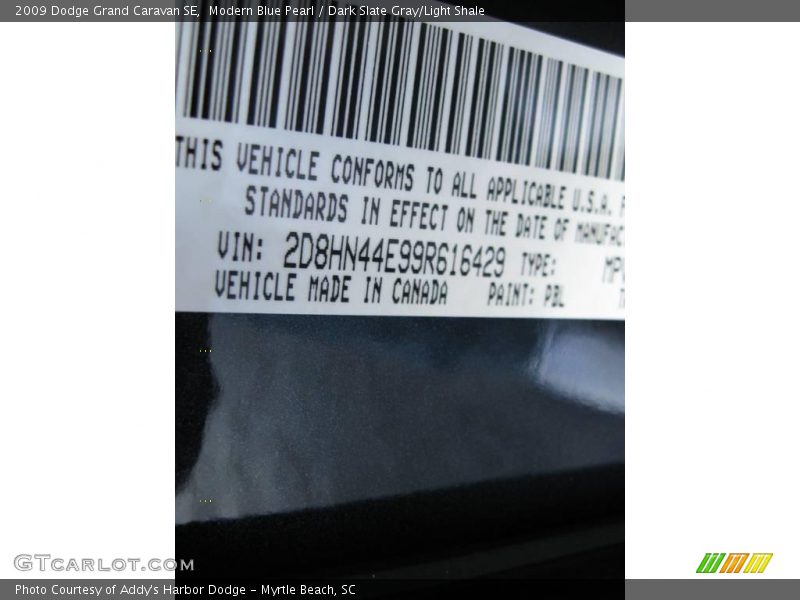 2009 Dodge Grand Caravan SE, Modern Blue Pearl / Dark Slate Gray/Light Shale
THIS VEHICLE CONFORMS TO ALL APPLICABLE U.S.A.
STANDARDS IN EFFECT ON THE DATE OF
VIN: 2D8HN44E99R616429 TYPE:
VEHICLE MADE IN CANADA PAINT: PBL
GTCARLOT.COM
Photo Courtesy of Addy's Harbor Dodge - Myrtle Beach, SC